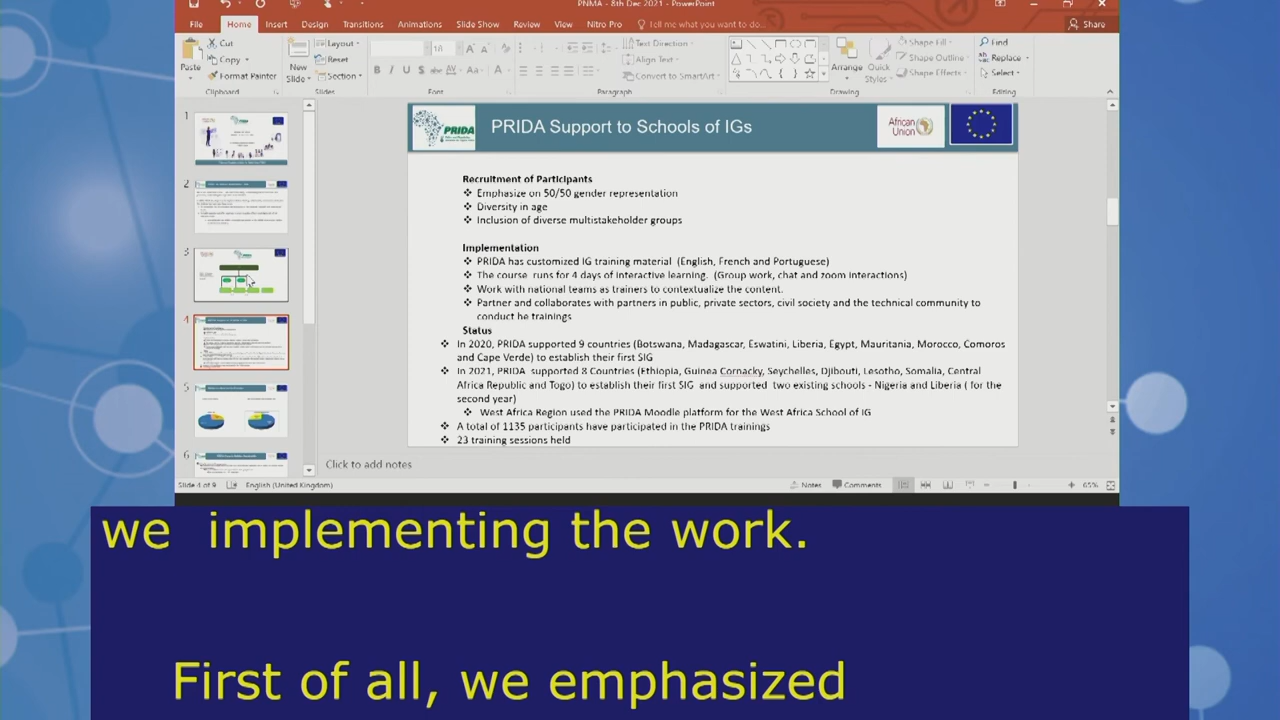 PNMA - 8th Dec 2021 - PowerPoint
File Home Insert Design Transitions Animations Slide Show Review View Nitro Pro Tell me what you want to do... Share
Paste Cut Copy Format Painter
Clipboard
New Slide Layout Reset Section
Slides
18
B I U S abc AV Aa A
Font
Text Direction
Align Text
Convert to SmartArt
Paragraph
Arrange Quick Styles
Shape Fill
Shape Outline
Shape Effects
Drawing
Find
Replace
Select
Editing
1
2
3
4
5
6
PRIDA
PRIDA Support to Schools of IGs
African Union
Recruitment of Participants
❖ Emphasize on 50/50 gender representation
❖ Diversity in age
❖ Inclusion of diverse multistakeholder groups
Implementation
❖ PRIDA has customized IG training material (English, French and Portuguese)
❖ The course runs for 4 days of interactive learning. (Group work, chat and zoom interactions)
❖ Work with national teams as trainers to contextualize the content.
❖ Partner and collaborates with partners in public, private sectors, civil society and the technical community to
conduct he trainings
Status
❖ In 2020, PRIDA supported 9 countries (Botswana, Madagascar, Eswatini, Liberia, Egypt, Mauritania, Morocco, Comoros
and Cape Verde) to establish their first SIG
❖ In 2021, PRIDA supported 8 Countries (Ethiopia, Guinea Cornacky, Seychelles, Djibouti, Lesotho, Somalia, Central
Africa Republic and Togo) to establish their first SIG and supported two existing schools - Nigeria and Liberia ( for the
second year)
❖ West Africa Region used the PRIDA Moodle platform for the West Africa School of IG
❖ A total of 1135 participants have participated in the PRIDA trainings
❖ 23 training sessions held
Click to add notes
Slide 4 of 9 English (United Kingdom) Notes Comments 65%
we implementing the work.
First of all, we emphasized